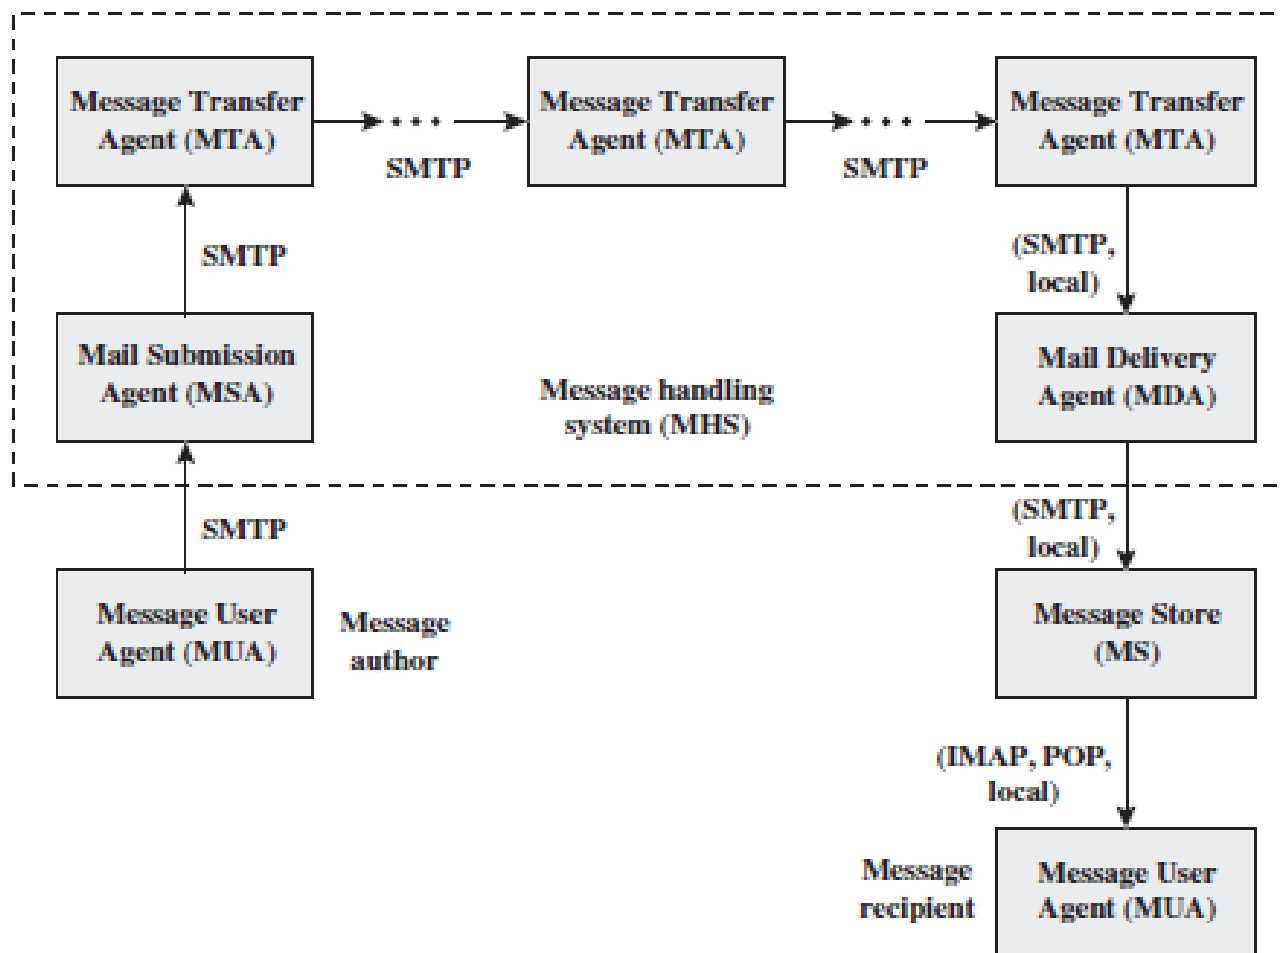 Message Transfer
Agent (MTA)
SMTP
Message Transfer
Agent (MTA)
SMTP
Message Transfer
Agent (MTA)
SMTP
(SMTP,
local)
Mail Submission
Agent (MSA)
Message handling
system (MHS)
Mail Delivery
Agent (MDA)
SMTP
(SMTP,
local)
Message User
Agent (MUA)
Message
author
Message Store
(MS)
(IMAP, POP,
local)
Message
recipient
Message User
Agent (MUA)